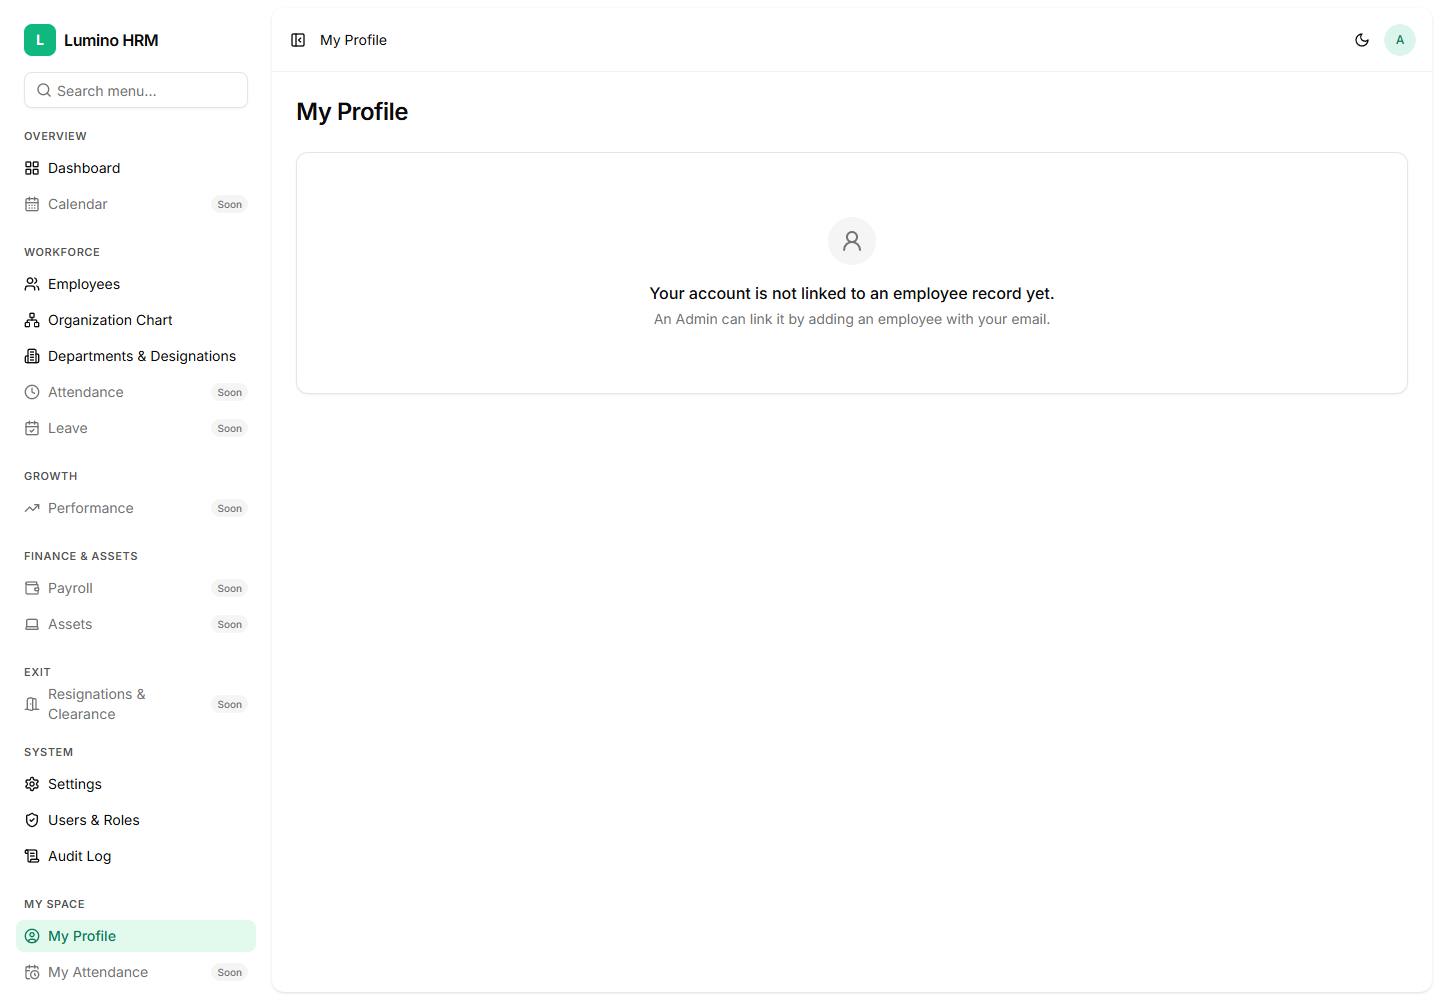 L
Lumino HRM
Search menu...
OVERVIEW
Dashboard
Calendar
Soon
WORKFORCE
Employees
Organization Chart
Departments & Designations
Attendance
Soon
Leave
Soon
GROWTH
Performance
Soon
FINANCE & ASSETS
Payroll
Soon
Assets
Soon
EXIT
Resignations &
Clearance
Soon
SYSTEM
Settings
Users & Roles
Audit Log
MY SPACE
My Profile
My Attendance
Soon
My Profile
A
My Profile
Your account is not linked to an employee record yet.
An Admin can link it by adding an employee with your email.